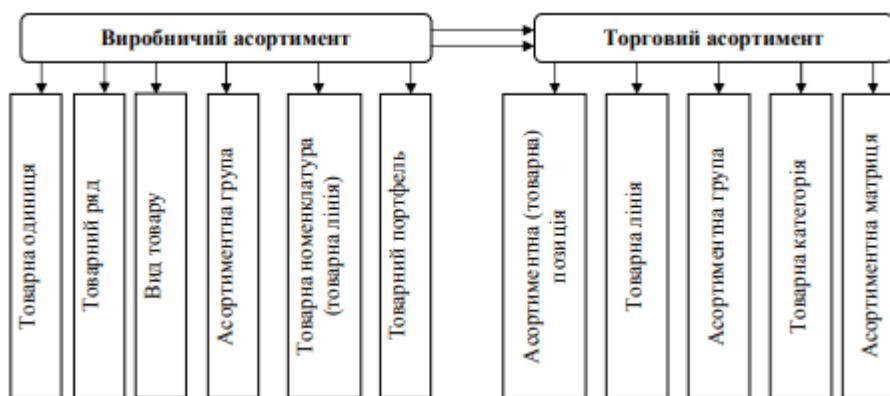 Виробничий асортимент
Торговий асортимент
Товарна одиниця
Товарний ряд
Вид товару
Асортиментна група
Товарна номенклатура
(товарна лінія)
Товарний портфель
Асортиментна (товарна)
позиція
Товарна лінія
Асортиментна група
Товарна категорія
Асортиментна матриця